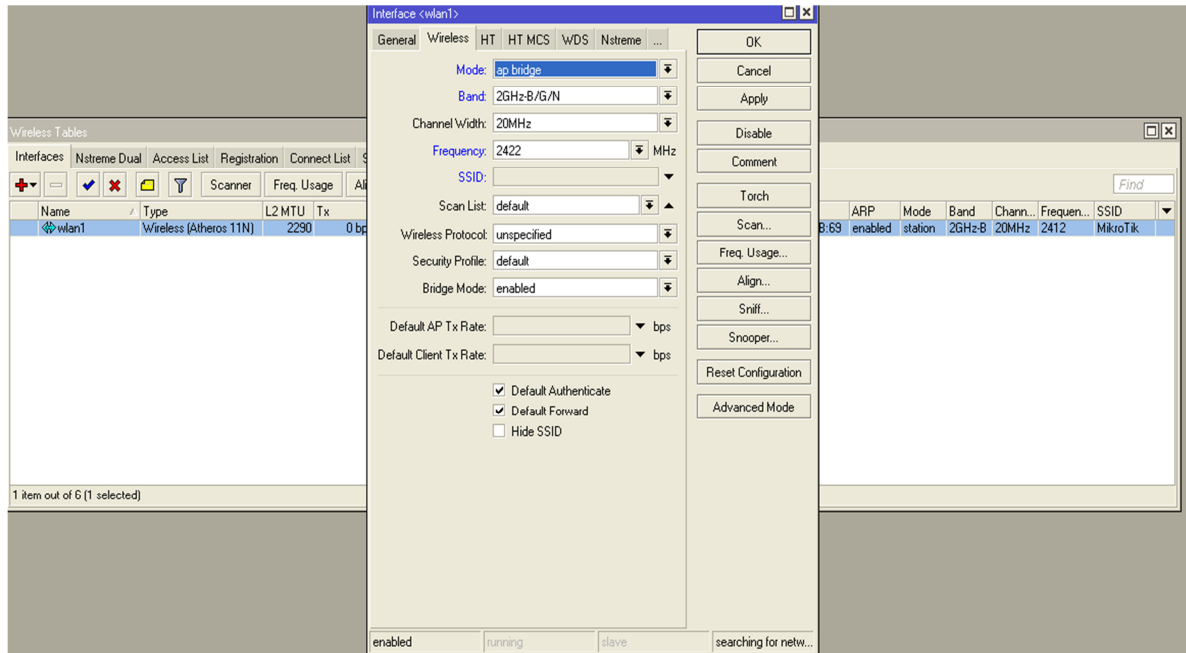 Interface <wlan1>
General Wireless HT HT MCS WDS Nstreme ...
Mode: ap bridge
Band: 2GHz-B/G/N
Channel Width: 20MHz
Frequency: 2422 MHz
SSID:
Scan List: default
Wireless Protocol: unspecified
Security Profile: default
Bridge Mode: enabled
Default AP Tx Rate: bps
Default Client Tx Rate: bps
Default Authenticate
Default Forward
Hide SSID
OK
Cancel
Apply
Disable
Comment
Torch
Scan...
Freq. Usage...
Align...
Sniff...
Snooper...
Reset Configuration
Advanced Mode
enabled running slave searching for netw...
Wireless Tables
Interfaces Nstreme Dual Access List Registration Connect List S
Scanner Freq. Usage Ali
Find
Name Type L2 MTU Tx ARP Mode Band Chann... Frequen... SSID
wlan1 Wireless (Atheros 11N) 2290 0 bp B:69 enabled station 2GHz-B 20MHz 2412 MikroTik
1 item out of 6 (1 selected)